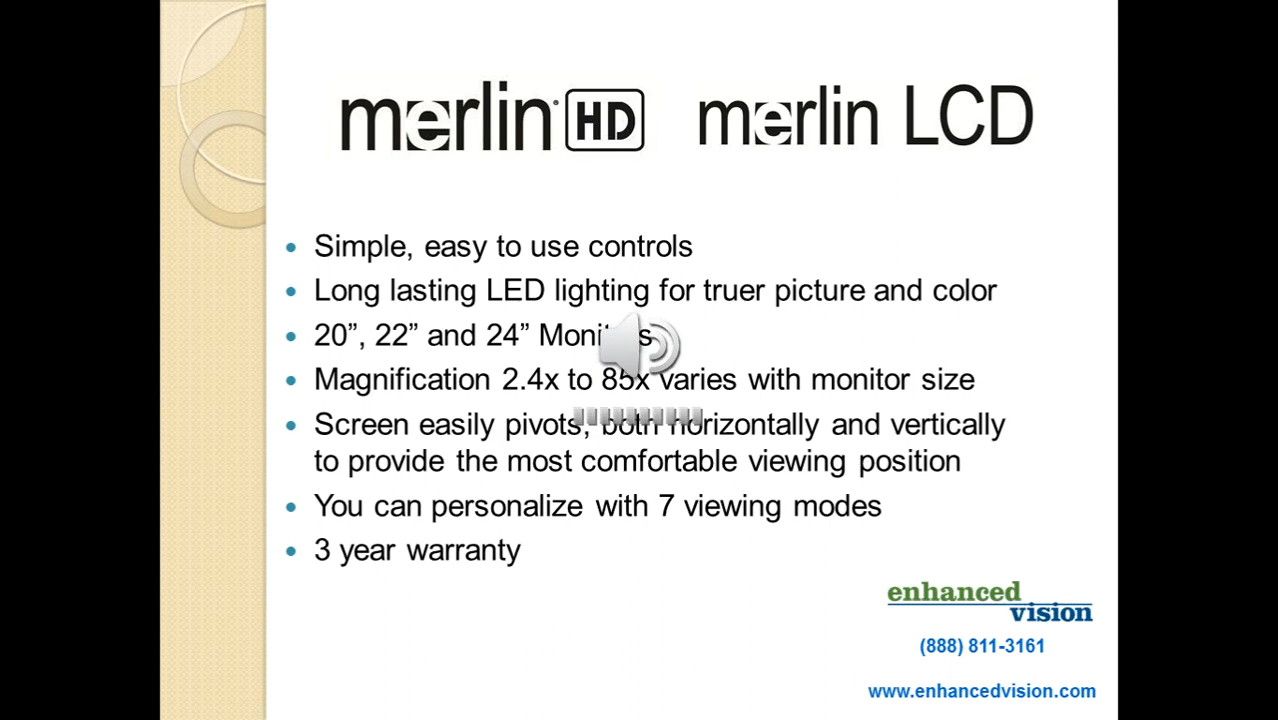 merlin HD merlin LCD
• Simple, easy to use controls
• Long lasting LED lighting for truer picture and color
• 20”, 22” and 24” Monitors
• Magnification 2.4x to 85x varies with monitor size
• Screen easily pivots, both horizontally and vertically
to provide the most comfortable viewing position
• You can personalize with 7 viewing modes
• 3 year warranty
enhanced
vision
(888) 811-3161
www.enhancedvision.com